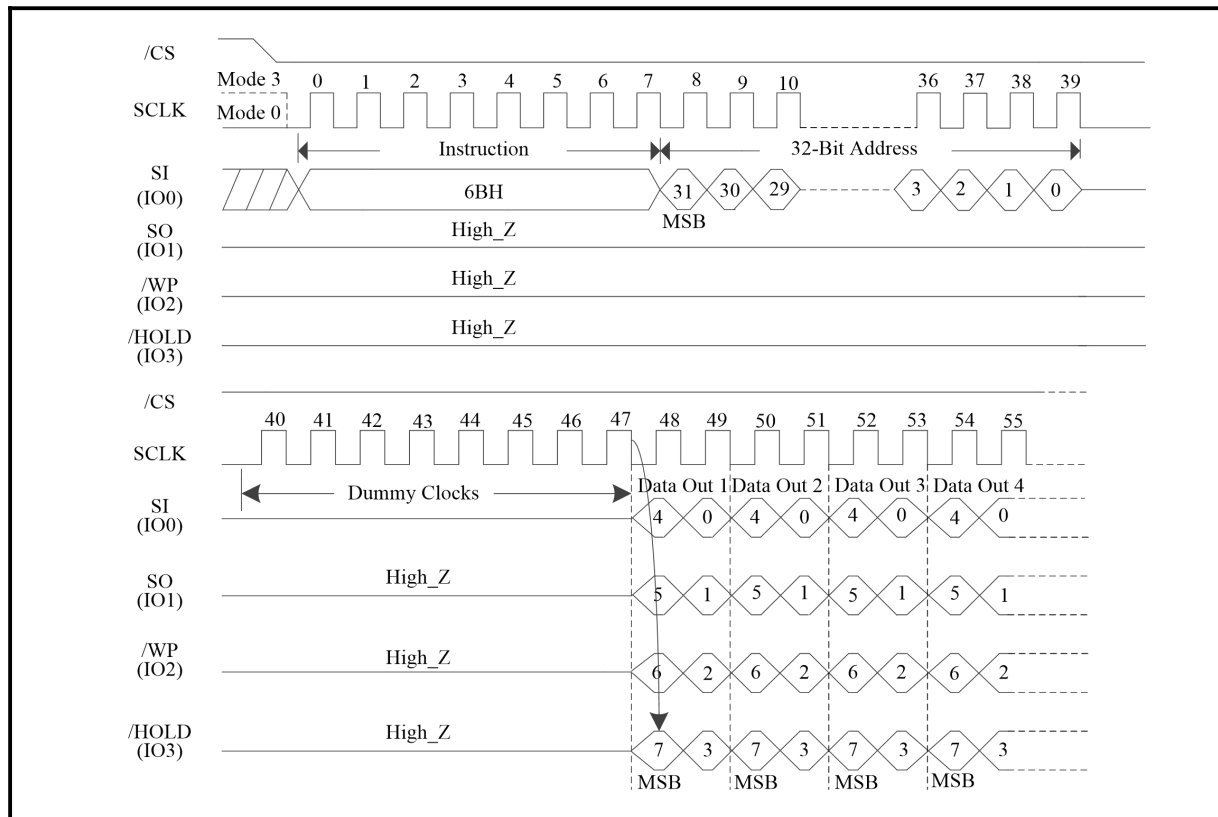 /CS
Mode 3 0 1 2 3 4 5 6 7 8 9 10 36 37 38 39
SCLK Mode 0
Instruction 32-Bit Address
SI
(IO0) 6BH 31 30 29 3 2 1 0
MSB
SO High_Z
(IO1)
/WP High_Z
(IO2)
/HOLD High_Z
(IO3)
/CS
40 41 42 43 44 45 46 47 48 49 50 51 52 53 54 55
SCLK
Dummy Clocks Data Out 1 Data Out 2 Data Out 3 Data Out 4
SI
(IO0) 4 0 4 0 4 0 4 0
SO High_Z
(IO1) 5 1 5 1 5 1 5 1
/WP High_Z
(IO2) 6 2 6 2 6 2 6 2
/HOLD High_Z
(IO3) 7 3 7 3 7 3 7 3
MSB MSB MSB MSB